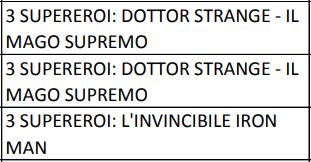 3 SUPEREROI: DOTTOR STRANGE - IL
MAGO SUPREMO
3 SUPEREROI: DOTTOR STRANGE - IL
MAGO SUPREMO
3 SUPEREROI: L'INVINCIBILE IRON
MAN